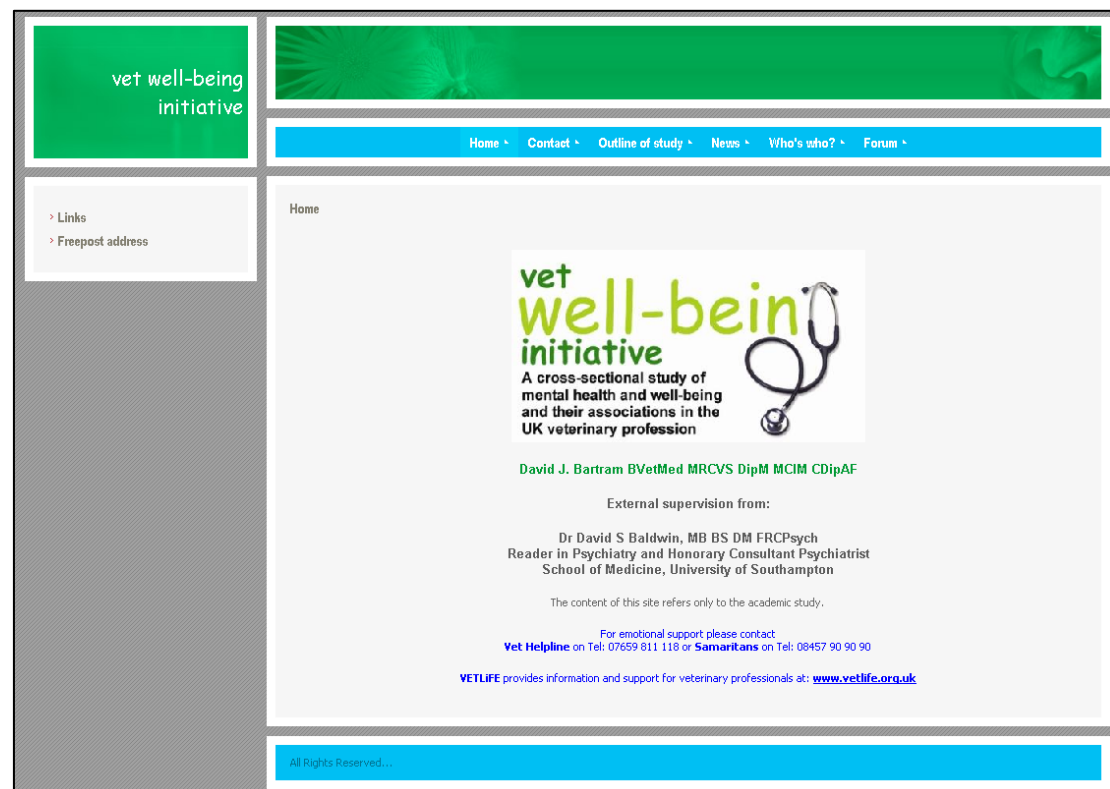 vet well-being
initiative
Home Contact Outline of study News Who's who? Forum
Links
Freepost address
Home
vet
well-being
initiative
A cross-sectional study of
mental health and well-being
and their associations in the
UK veterinary profession
David J. Bartram BVetMed MRCVS DipM MCIM CDipAF
External supervision from:
Dr David S Baldwin, MB BS DM FRCPsych
Reader in Psychiatry and Honorary Consultant Psychiatrist
School of Medicine, University of Southampton
The content of this site refers only to the academic study.
For emotional support please contact
Vet Helpline on Tel: 07659 811 118 or Samaritans on Tel: 08457 90 90 90
VETLiFE provides information and support for veterinary professionals at: www.vetlife.org.uk
All Rights Reserved...